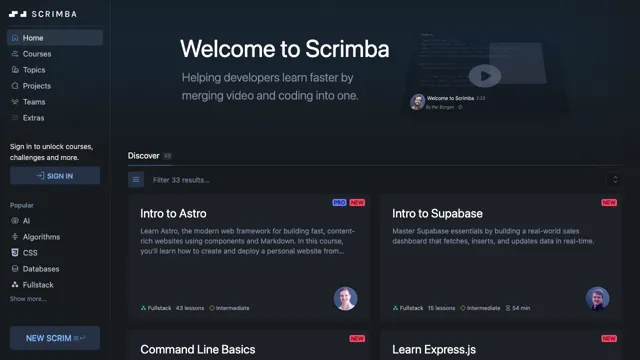 SCRIMBA
Home
Courses
Topics
Projects
Teams
Extras
Sign in to unlock courses,
challenges and more.
SIGN IN
Popular
AI
Algorithms
CSS
Databases
Fullstack
Show more...
NEW SCRIM
Welcome to Scrimba
Helping developers learn faster by
merging video and coding into one.
Welcome to Scrimba 2:23
By Per Borgen
Discover 33
Filter 33 results...
PRO NEW
Intro to Astro
Learn Astro, the modern web framework for building fast, content-
rich websites using components and Markdown. In this course,
you'll learn how to create and deploy a personal website from...
Fullstack 43 lessons Intermediate
NEW
Intro to Supabase
Master Supabase essentials by building a real-world sales
dashboard that fetches, inserts, and updates data in real-time.
Fullstack 15 lessons Intermediate 54 min
NEW
Command Line Basics
NEW
Learn Express.js